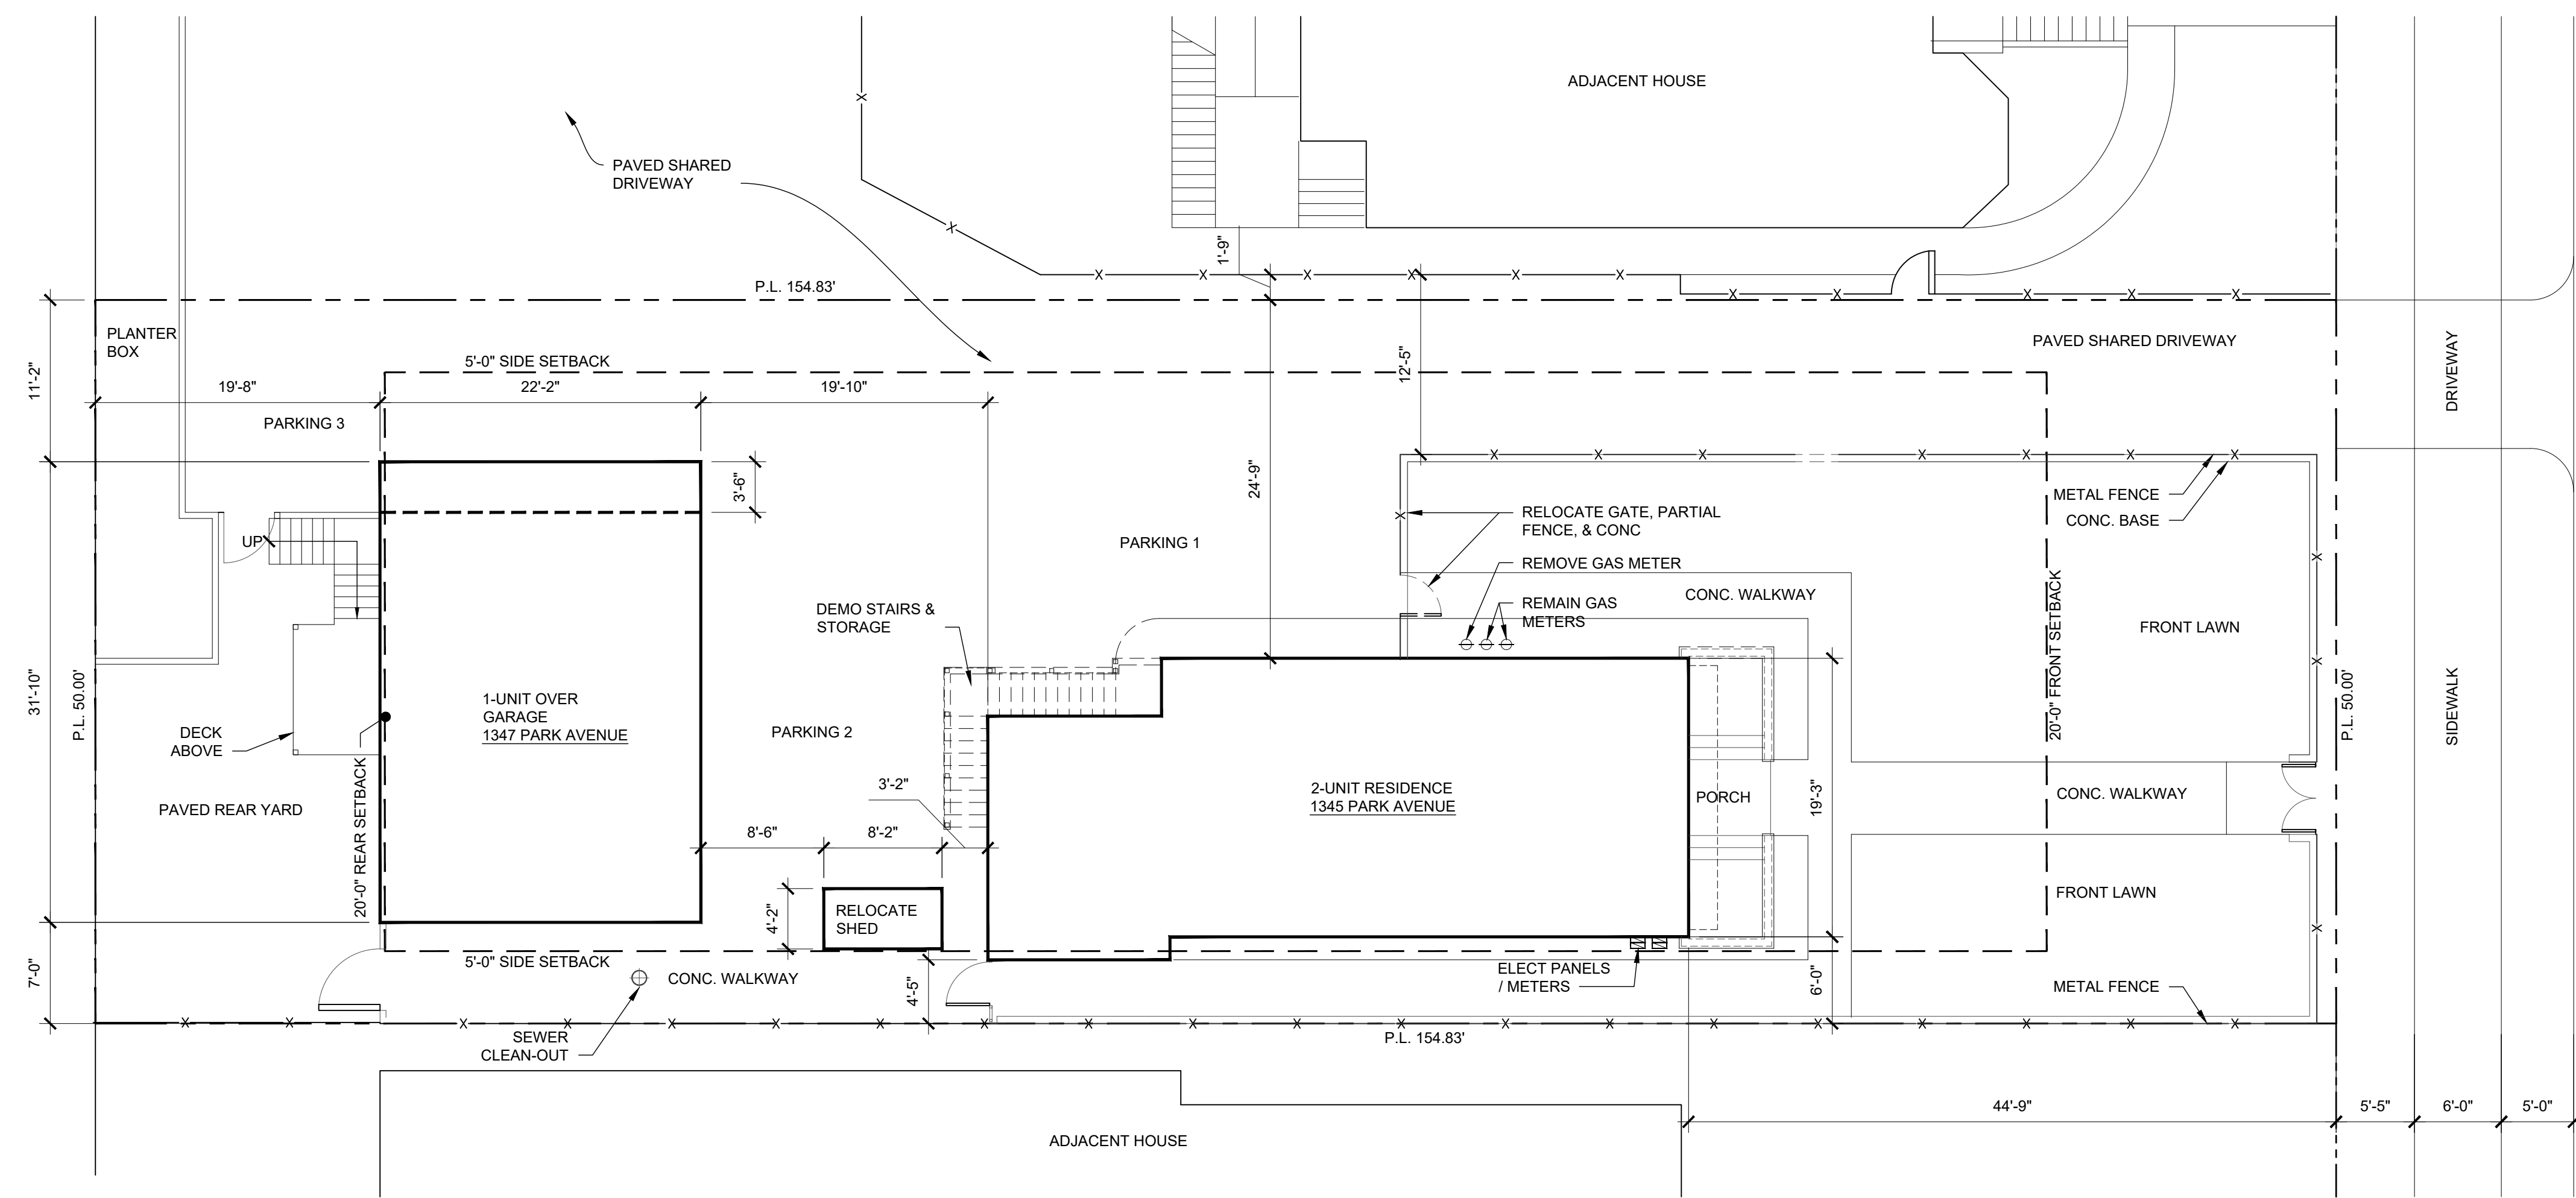 ADJACENT HOUSE
PAVED SHARED
DRIVEWAY
1'-9"
P.L. 154.83'
PLANTER
BOX
PAVED SHARED DRIVEWAY
DRIVEWAY
5'-0" SIDE SETBACK
12'-5"
11'-2"
19'-8"
22'-2"
19'-10"
PARKING 3
3'-6"
24'-9"
METAL FENCE
CONC. BASE
RELOCATE GATE, PARTIAL
FENCE, & CONC
UP
PARKING 1
REMOVE GAS METER
CONC. WALKWAY
REMAIN GAS
METERS
DEMO STAIRS &
STORAGE
20'-0" FRONT SETBACK
FRONT LAWN
31'-10"
P.L. 50.00'
1-UNIT OVER
GARAGE
1347 PARK AVENUE
PARKING 2
DECK
ABOVE
P.L. 50.00'
SIDEWALK
3'-2"
2-UNIT RESIDENCE
1345 PARK AVENUE
PORCH
19'-3"
CONC. WALKWAY
PAVED REAR YARD
20'-0" REAR SETBACK
8'-6"
8'-2"
FRONT LAWN
4'-2"
RELOCATE
SHED
5'-0" SIDE SETBACK
7'-0"
CONC. WALKWAY
4'-5"
ELECT PANELS
/ METERS
6'-0"
METAL FENCE
SEWER
CLEAN-OUT
P.L. 154.83'
44'-9"
5'-5"
6'-0"
5'-0"
ADJACENT HOUSE